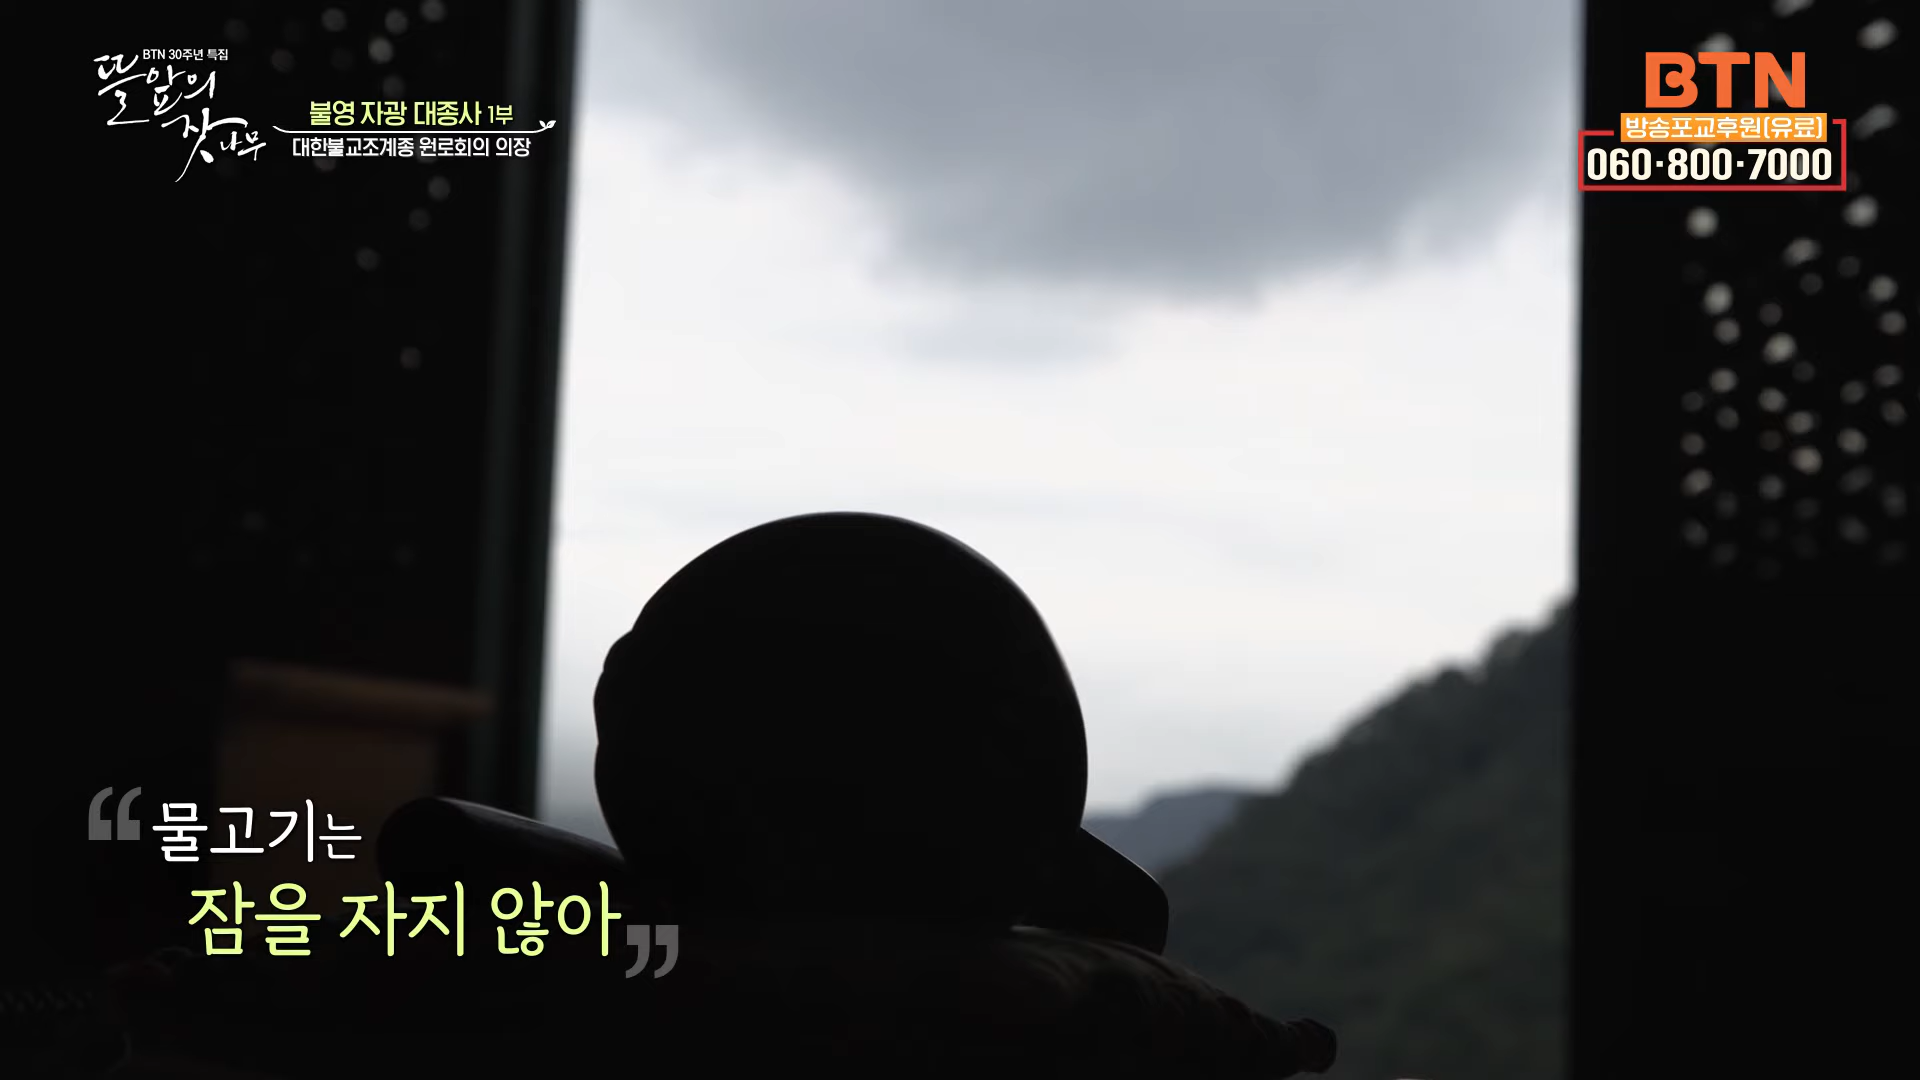 BTN 30주년 특집
뜰앞의
잣나무
불영 자광 대종사 1부
대한불교조계종 원로회의 의장
BTN
방송포교후원(유료)
060·800·7000
“물고기는
잠을 자지 않아”